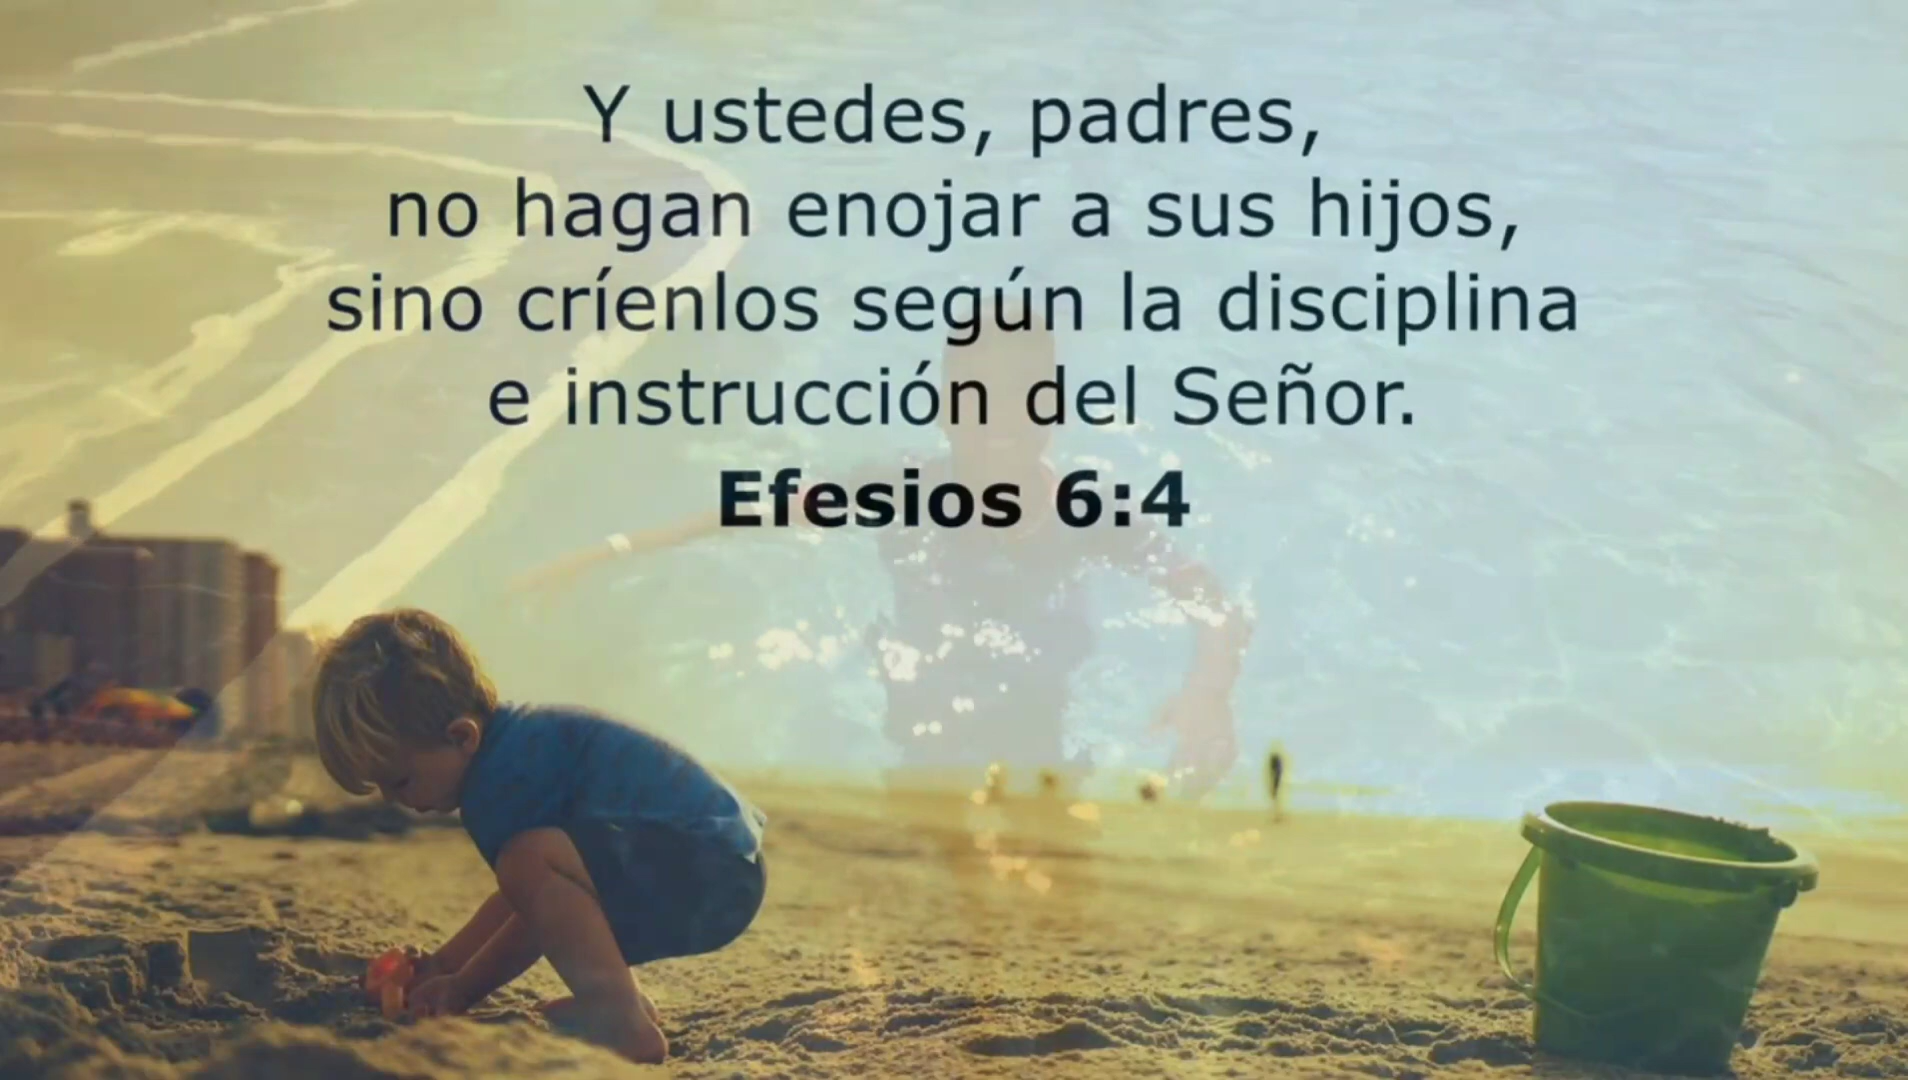 Y ustedes, padres,
no hagan enojar a sus hijos,
sino críenlos según la disciplina
e instrucción del Señor.
Efesios 6:4